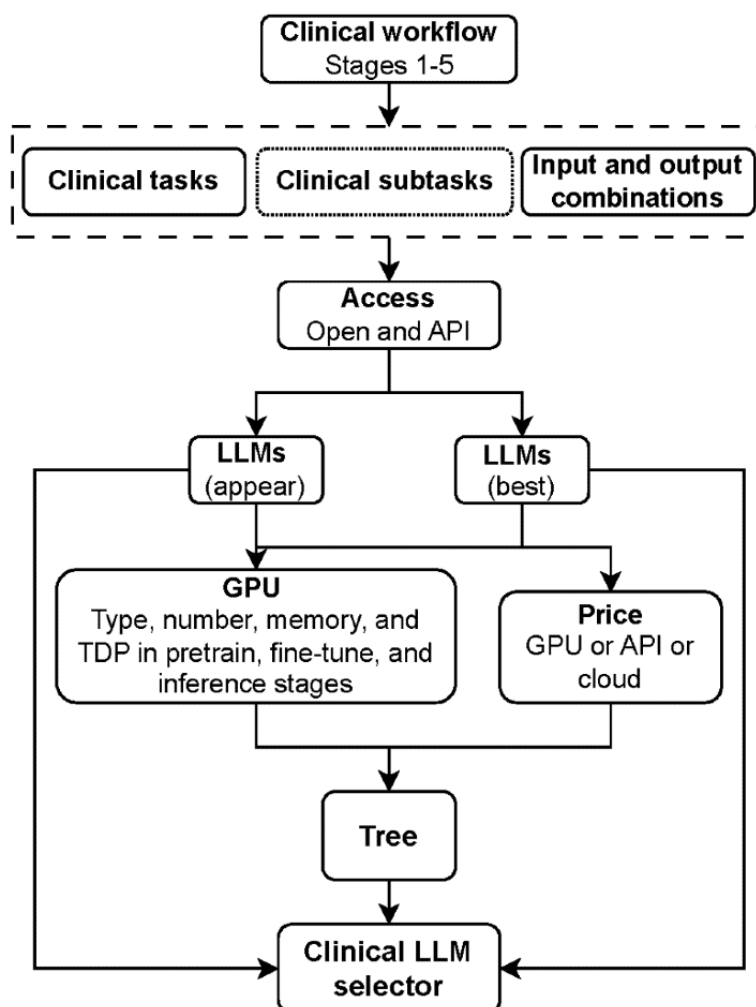 Clinical workflow
Stages 1-5
Clinical tasks
Clinical subtasks
Input and output
combinations
Access
Open and API
LLMs
(appear)
LLMs
(best)
GPU
Type, number, memory, and
TDP in pretrain, fine-tune, and
inference stages
Price
GPU or API or
cloud
Tree
Clinical LLM
selector